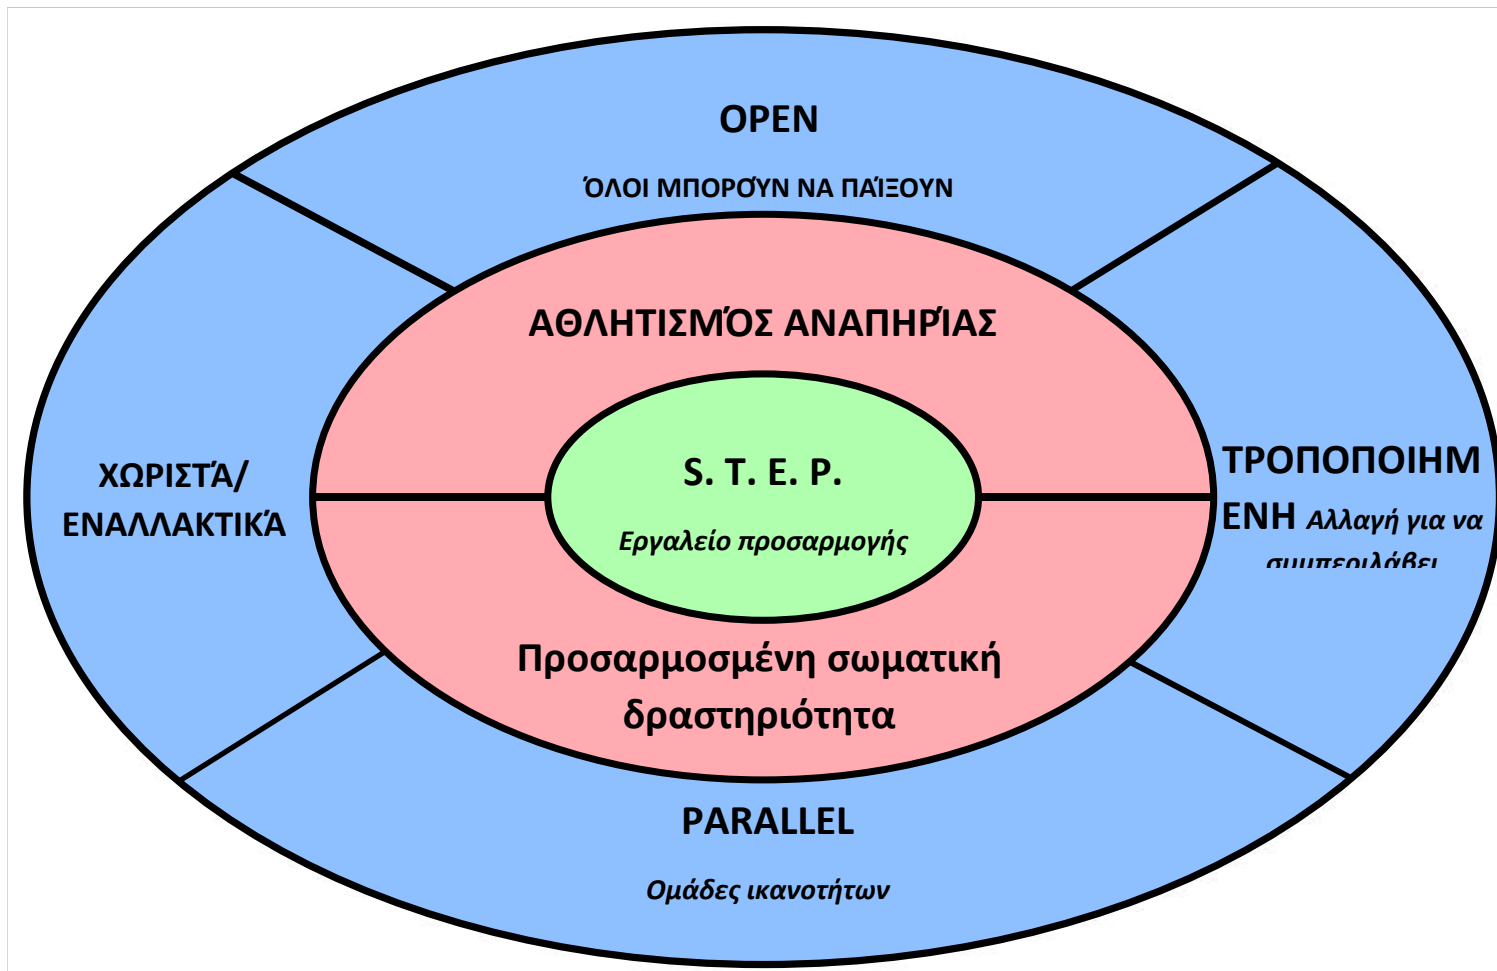 OPEN
ΌΛΟΙ ΜΠΟΡΟΎΝ ΝΑ ΠΑΊΞΟΥΝ
ΑΘΛΗΤΙΣΜΌΣ ΑΝΑΠΗΡΊΑΣ
S. T. E. P.
Εργαλείο προσαρμογής
ΧΩΡΙΣΤΆ/
ΕΝΑΛΛΑΚΤΙΚΆ
ΤΡΟΠΟΠΟΙΗΜ
ΕΝΗ Αλλαγή για να
συμπεριλάβει
Προσαρμοσμένη σωματική
δραστηριότητα
PARALLEL
Ομάδες ικανοτήτων